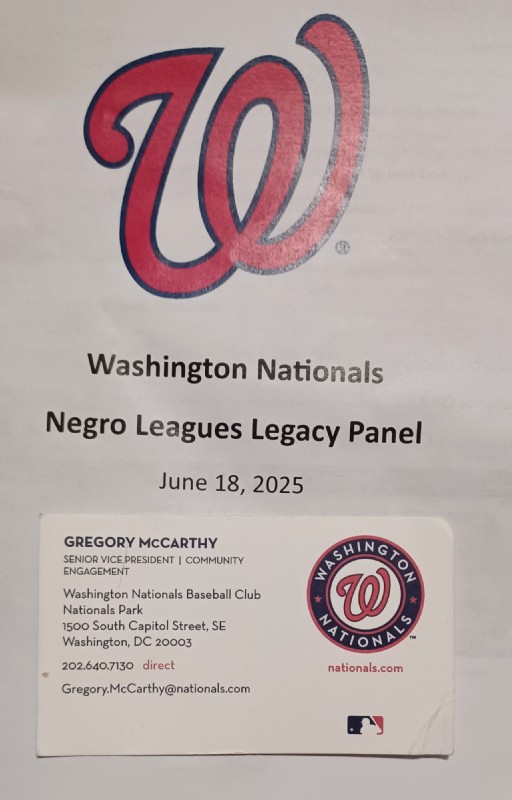 W
®
Washington Nationals
Negro Leagues Legacy Panel
June 18, 2025
GREGORY McCARTHY
SENIOR VICE PRESIDENT | COMMUNITY
ENGAGEMENT
Washington Nationals Baseball Club
Nationals Park
1500 South Capitol Street, SE
Washington, DC 20003
202.640.7130 direct
Gregory.McCarthy@nationals.com
WASHINGTON
W
NATIONALS
™
nationals.com